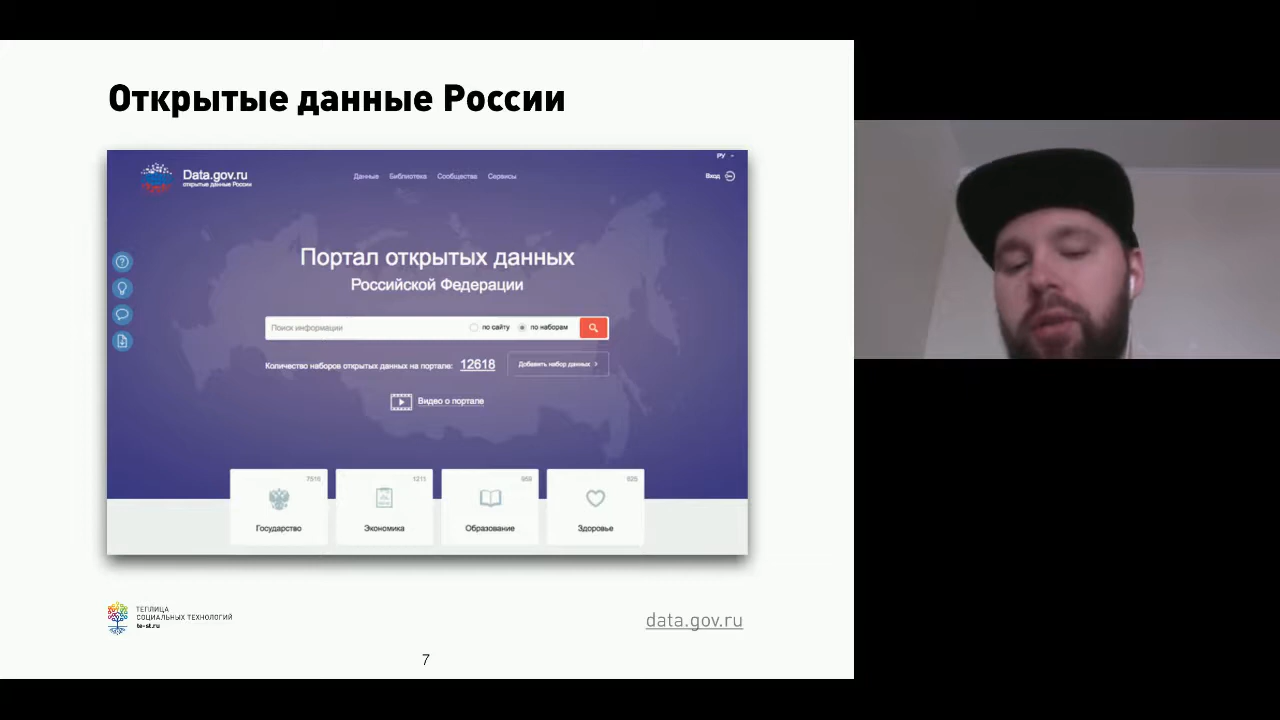 Открытые данные России
РУ
Data.gov.ru
открытые данные России
Данные Библиотека Сообщества Сервисы
Вход
Портал открытых данных
Российской Федерации
Поиск информации по сайту по наборам
Количество наборов открытых данных на портале: 12618 Добавить набор данных
Видео о портале
7516 1211 959 825
Государство Экономика Образование Здоровье
ТЕПЛИЦА
СОЦИАЛЬНЫХ ТЕХНОЛОГИЙ
te-st.ru
data.gov.ru
7